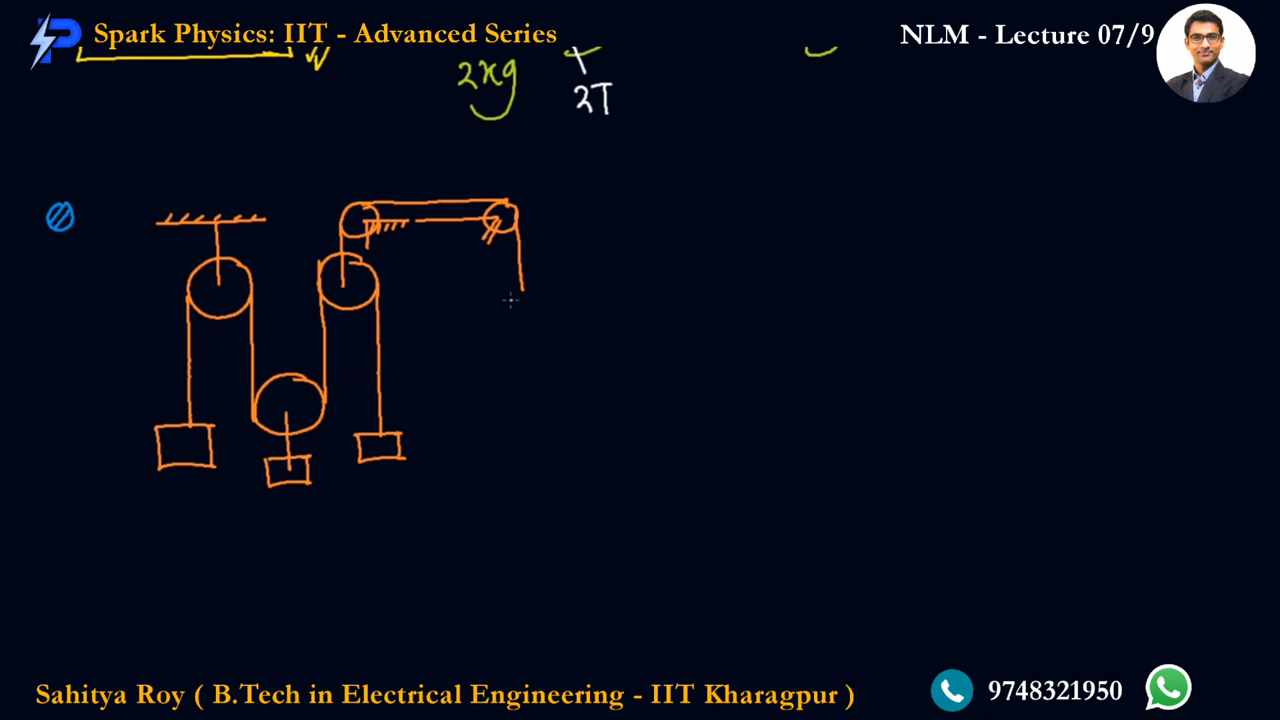 Spark Physics: IIT - Advanced Series
NLM - Lecture 07/9
2xg
2T
Sahitya Roy ( B.Tech in Electrical Engineering - IIT Kharagpur )
9748321950